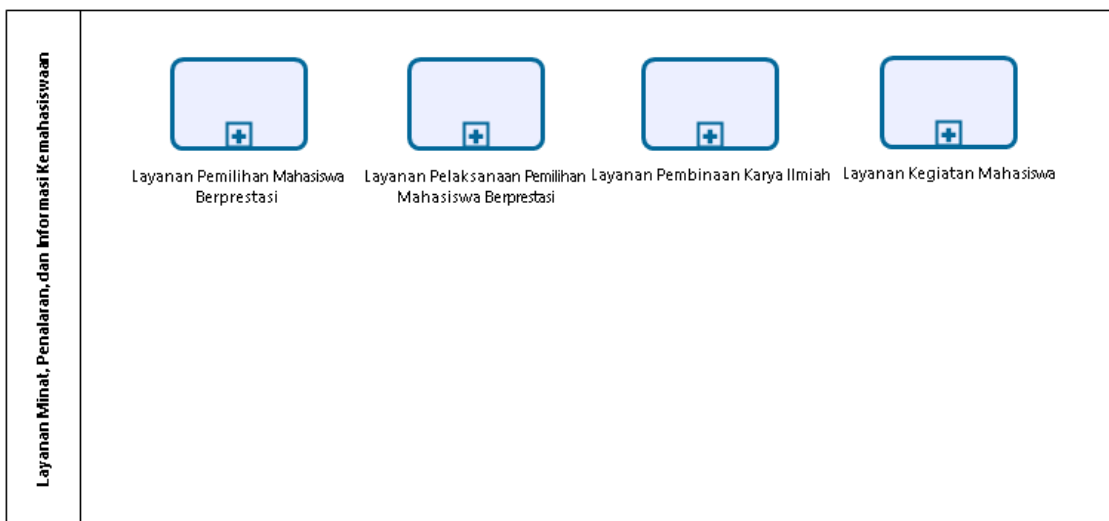 Layanan Minat, Penalaran, dan Informasi Kemahasiswaan
Layanan Pemilihan Mahasiswa
Berprestasi
Layanan Pelaksanaan Pemilihan
Mahasiswa Berprestasi
Layanan Pembinaan Karya Ilmiah
Layanan Kegiatan Mahasiswa